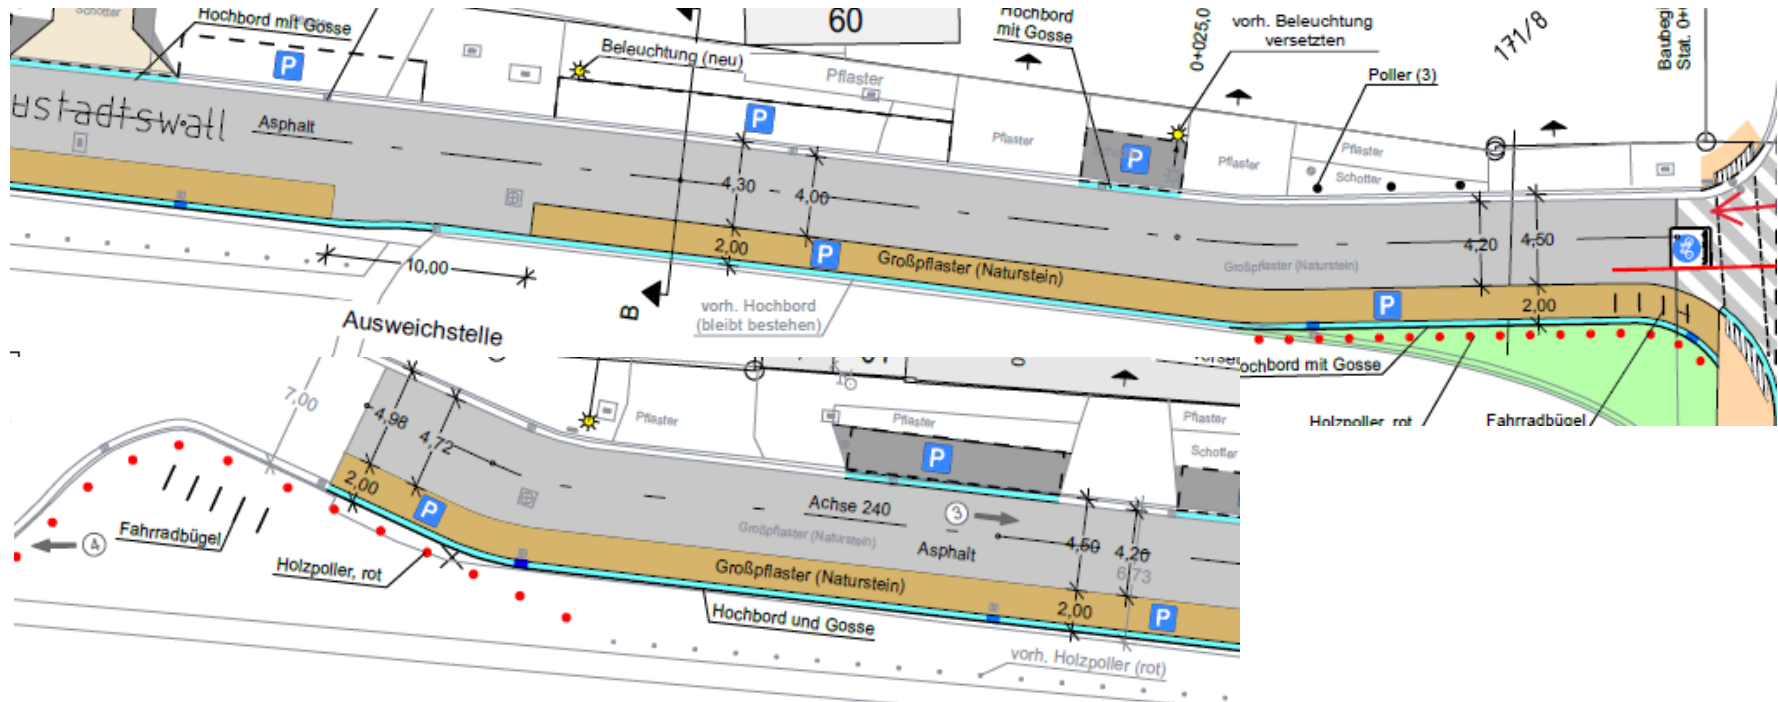 Schotter
Hochbord mit Gosse
P
Beleuchtung (neu)
60
Pflaster
P
Hochbord
mit Gosse
0+025,0
vorh. Beleuchtung
versetzten
Poller (3)
171/8
Baubegi
Stat. 0+
ustadtswall
Asphalt
Pflaster
P
Pflaster
Pflaster
Schotter
4,30
4,00
2,00
P
Großpflaster (Naturstein)
4,20
4,50
Großpflaster (Naturstein)
P
2,00
10,00
B
vorh. Hochbord
(bleibt bestehen)
Ausweichstelle
ochbord mit Gosse
Holzpoller, rot
Fahrradbügel
7,00
4,98
4,72
2,00
P
Pflaster
Pflaster
P
Pflaster
Schotter
Achse 240
3
Großpflaster (Naturstein)
Asphalt
4,50
4,20
6,73
Fahrradbügel
4
Holzpoller, rot
Großpflaster (Naturstein)
2,00
P
Hochbord und Gosse
vorh. Holzpoller (rot)